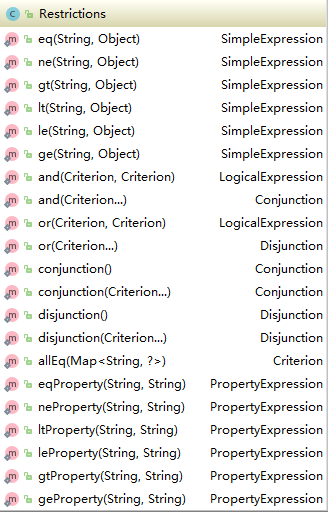 Restrictions
eq(String, Object) SimpleExpression
ne(String, Object) SimpleExpression
gt(String, Object) SimpleExpression
lt(String, Object) SimpleExpression
le(String, Object) SimpleExpression
ge(String, Object) SimpleExpression
and(Criterion, Criterion) LogicalExpression
and(Criterion...) Conjunction
or(Criterion, Criterion) LogicalExpression
or(Criterion...) Disjunction
conjunction() Conjunction
conjunction(Criterion...) Conjunction
disjunction() Disjunction
disjunction(Criterion...) Disjunction
allEq(Map<String, ?>) Criterion
eqProperty(String, String) PropertyExpression
neProperty(String, String) PropertyExpression
ltProperty(String, String) PropertyExpression
leProperty(String, String) PropertyExpression
gtProperty(String, String) PropertyExpression
geProperty(String, String) PropertyExpression